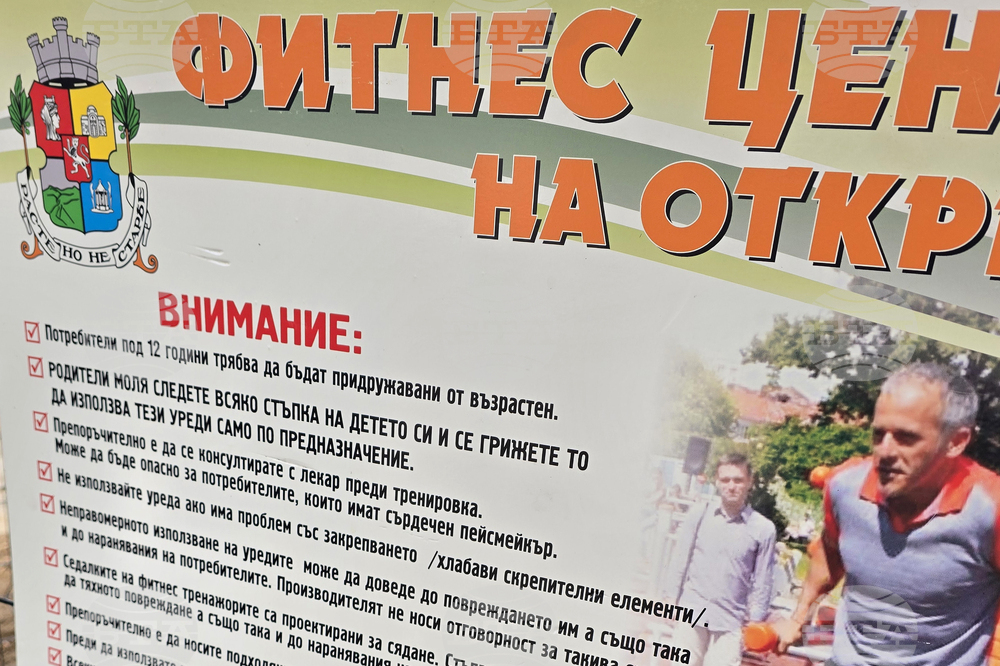 ФИТНЕС ЦЕН
НА ОТКР
РАСТЕ НО НЕ СТАРѢЕ
ВНИМАНИЕ:
Потребители под 12 години трябва да бъдат придружавани от възрастен.
РОДИТЕЛИ МОЛЯ СЛЕДЕТЕ ВСЯКО СТЪПКА НА ДЕТЕТО СИ И СЕ ГРИЖЕТЕ ТО
ДА ИЗПОЛЗВА ТЕЗИ УРЕДИ САМО ПО ПРЕДНАЗНАЧЕНИЕ.
Препоръчително е да се консултирате с лекар преди тренировка.
Може да бъде опасно за потребителите, които имат сърдечен пейсмейкър.
Не използвайте уреда ако има проблем със закрепването /хлабави скрепителни елементи/.
Неправомерното използване на уредите може да доведе до повреждането им а също така
и до наранявания на потребителите. Производителят не носи отговорност за такива
Седалките на фитнес тренажорите са проектирани за сядане.
да тяхното повреждане а също така и до наранявания
Препоръчително е да носите
Преди да използвате